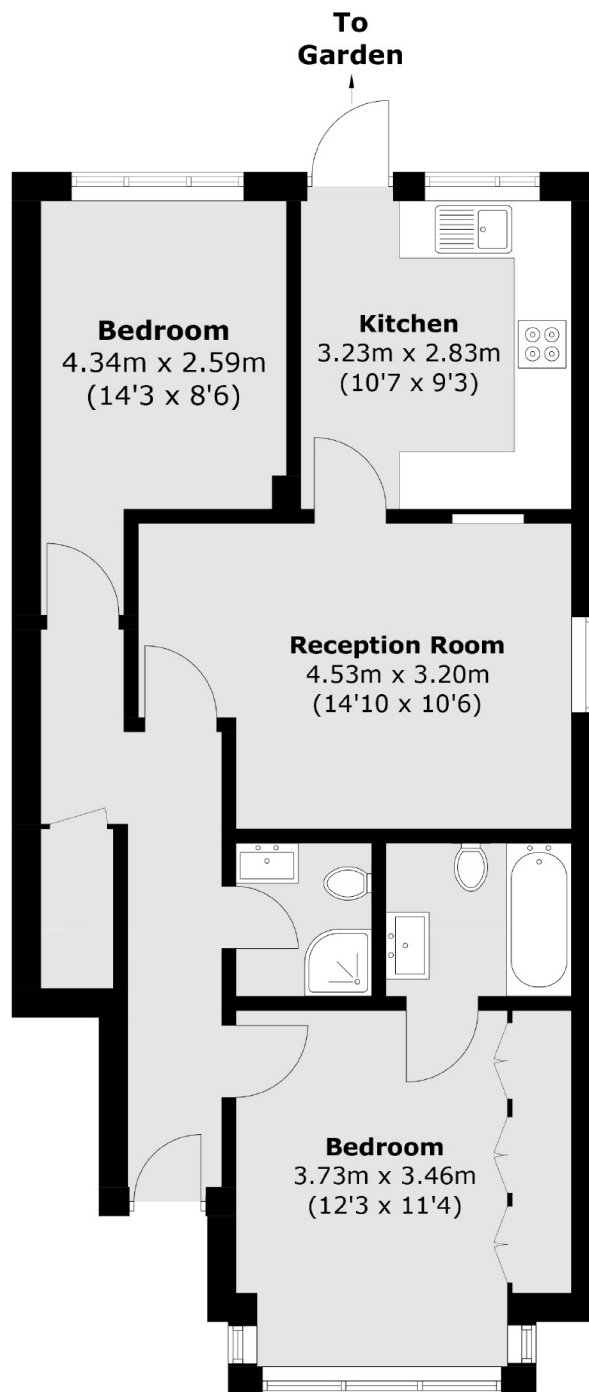 To
Garden
Bedroom
4.34m x 2.59m
(14'3 x 8'6)
Kitchen
3.23m x 2.83m
(10'7 x 9'3)
Reception Room
4.53m x 3.20m
(14'10 x 10'6)
Bedroom
3.73m x 3.46m
(12'3 x 11'4)